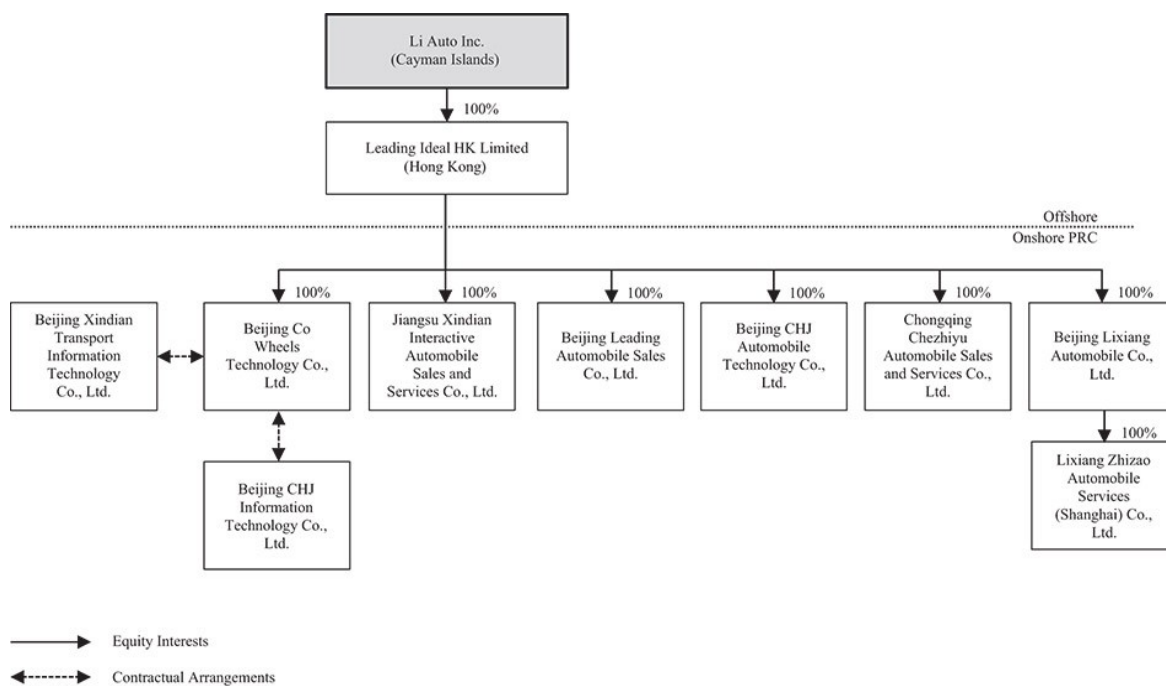 Li Auto Inc.
(Cayman Islands)
100%
Leading Ideal HK Limited
(Hong Kong)
Offshore
Onshore PRC
100%
100%
100%
100%
100%
100%
Beijing Xindian
Transport
Information
Technology
Co., Ltd.
Beijing Co
Wheels
Technology Co.,
Ltd.
Jiangsu Xindian
Interactive
Automobile
Sales and
Services Co., Ltd.
Beijing Leading
Automobile Sales
Co., Ltd.
Beijing CHJ
Automobile
Technology Co.,
Ltd.
Chongqing
Chezhiyu
Automobile Sales
and Services Co.,
Ltd.
Beijing Lixiang
Automobile Co.,
Ltd.
100%
Beijing CHJ
Information
Technology Co.,
Ltd.
Lixiang Zhizao
Automobile
Services
(Shanghai) Co.,
Ltd.
Equity Interests
Contractual Arrangements